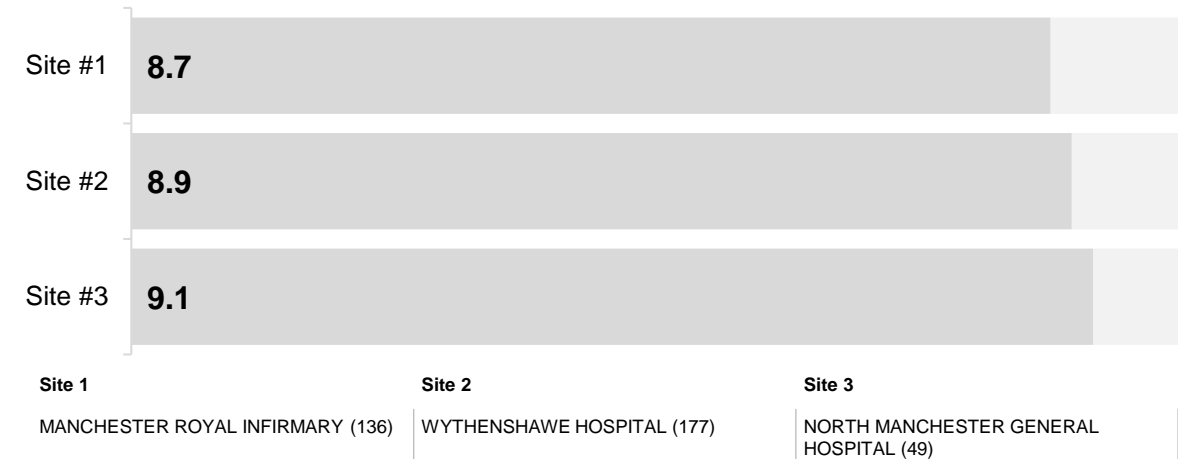 Site #1 8.7
Site #2 8.9
Site #3 9.1
Site 1 Site 2 Site 3
MANCHESTER ROYAL INFIRMARY (136) WYTHENSHAWE HOSPITAL (177) NORTH MANCHESTER GENERAL
HOSPITAL (49)